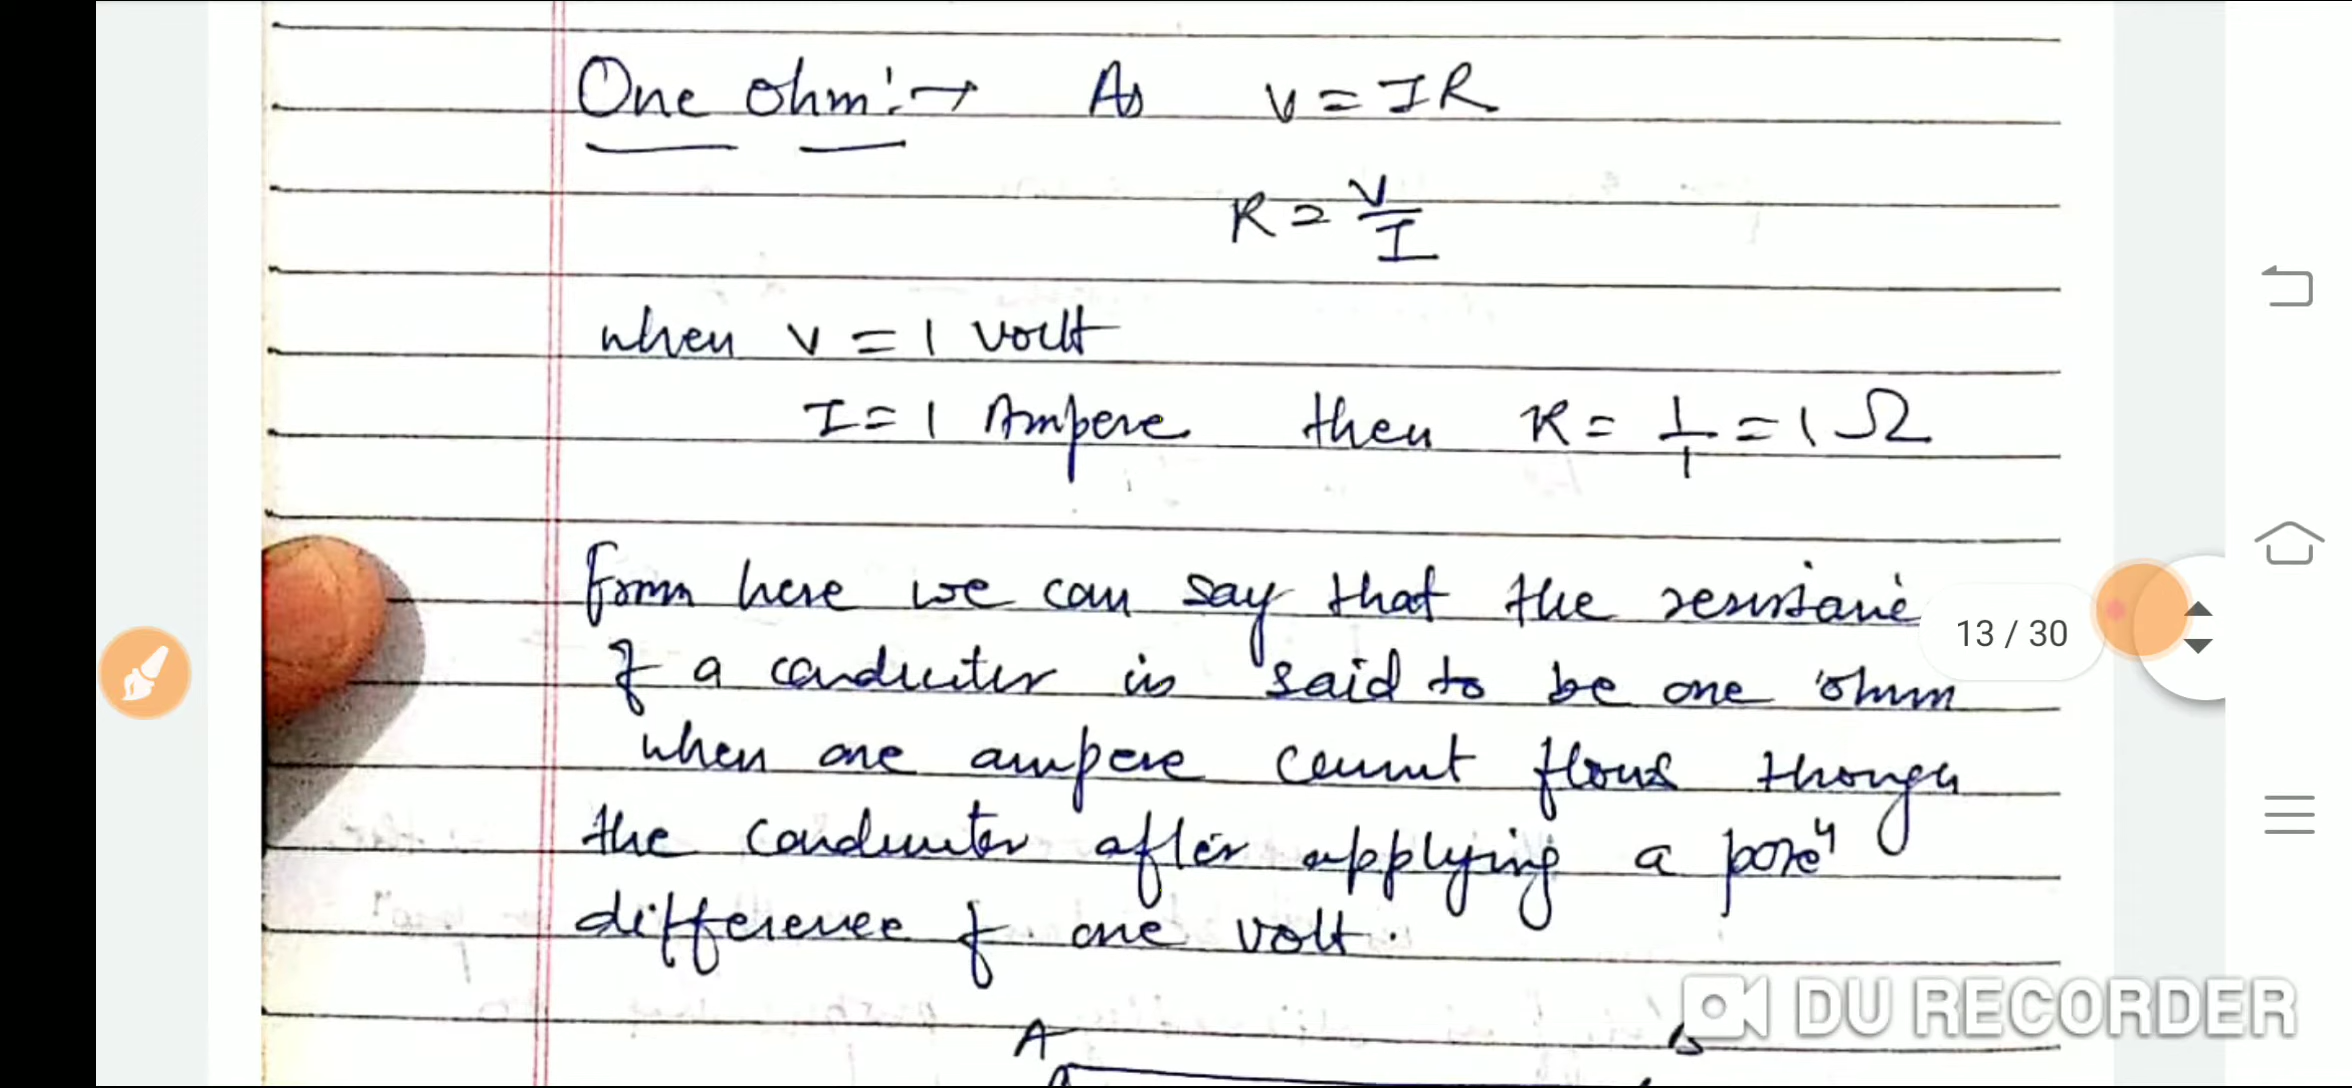 One ohm :→ As V = IR
R = V/I
when V = 1 volt
I = 1 Ampere then R = 1/1 = 1 Ω
from here we can say that the resistance
13 / 30
of a conductor is said to be one ohm
when one ampere current flows through
the conductor after applying a
difference of one volt.
DU RECORDER
A B